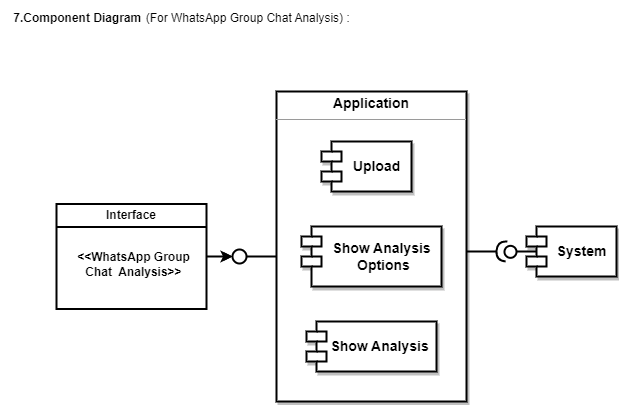 7.Component Diagram (For WhatsApp Group Chat Analysis) :
Application
Upload
Interface
<<WhatsApp Group
Chat Analysis>>
Show Analysis
Options
System
Show Analysis